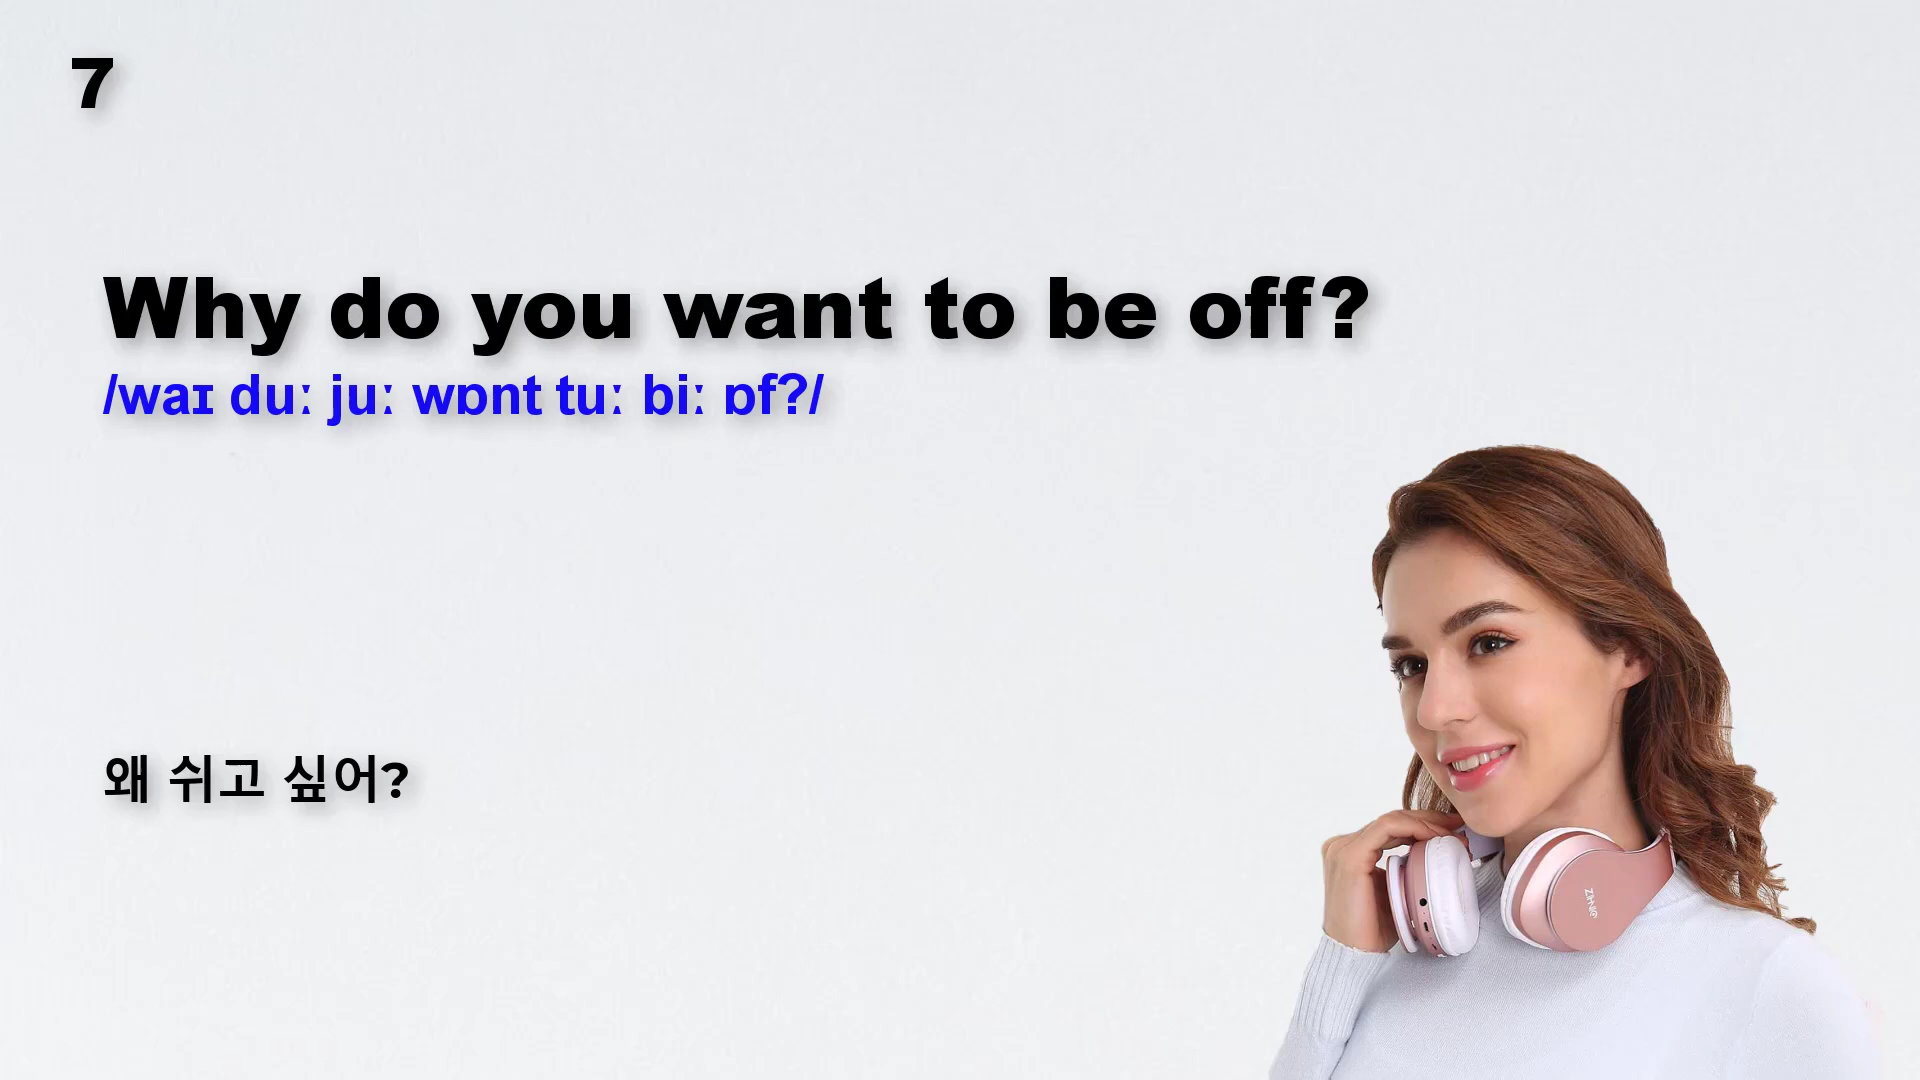 7
Why do you want to be off?
/waɪ duː juː wɒnt tuː biː ɒf?/
왜 쉬고 싶어?